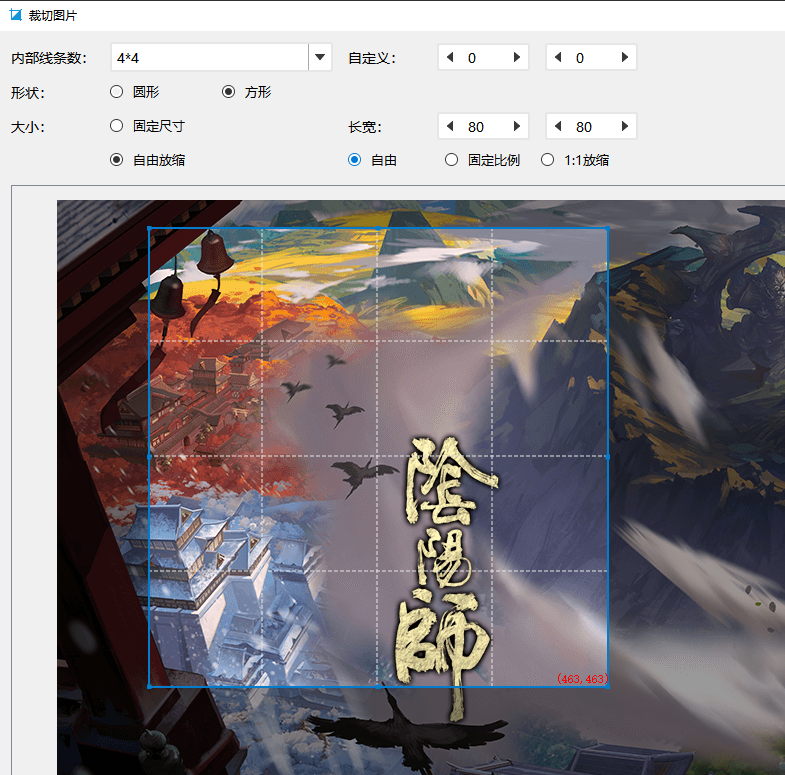 裁切图片
内部线条数: 4*4 自定义: 0 0
形状: 圆形 方形
大小: 固定尺寸 长宽: 80 80
自由放缩 自由 固定比例 1:1放缩
陰
陽
師
(463,463)